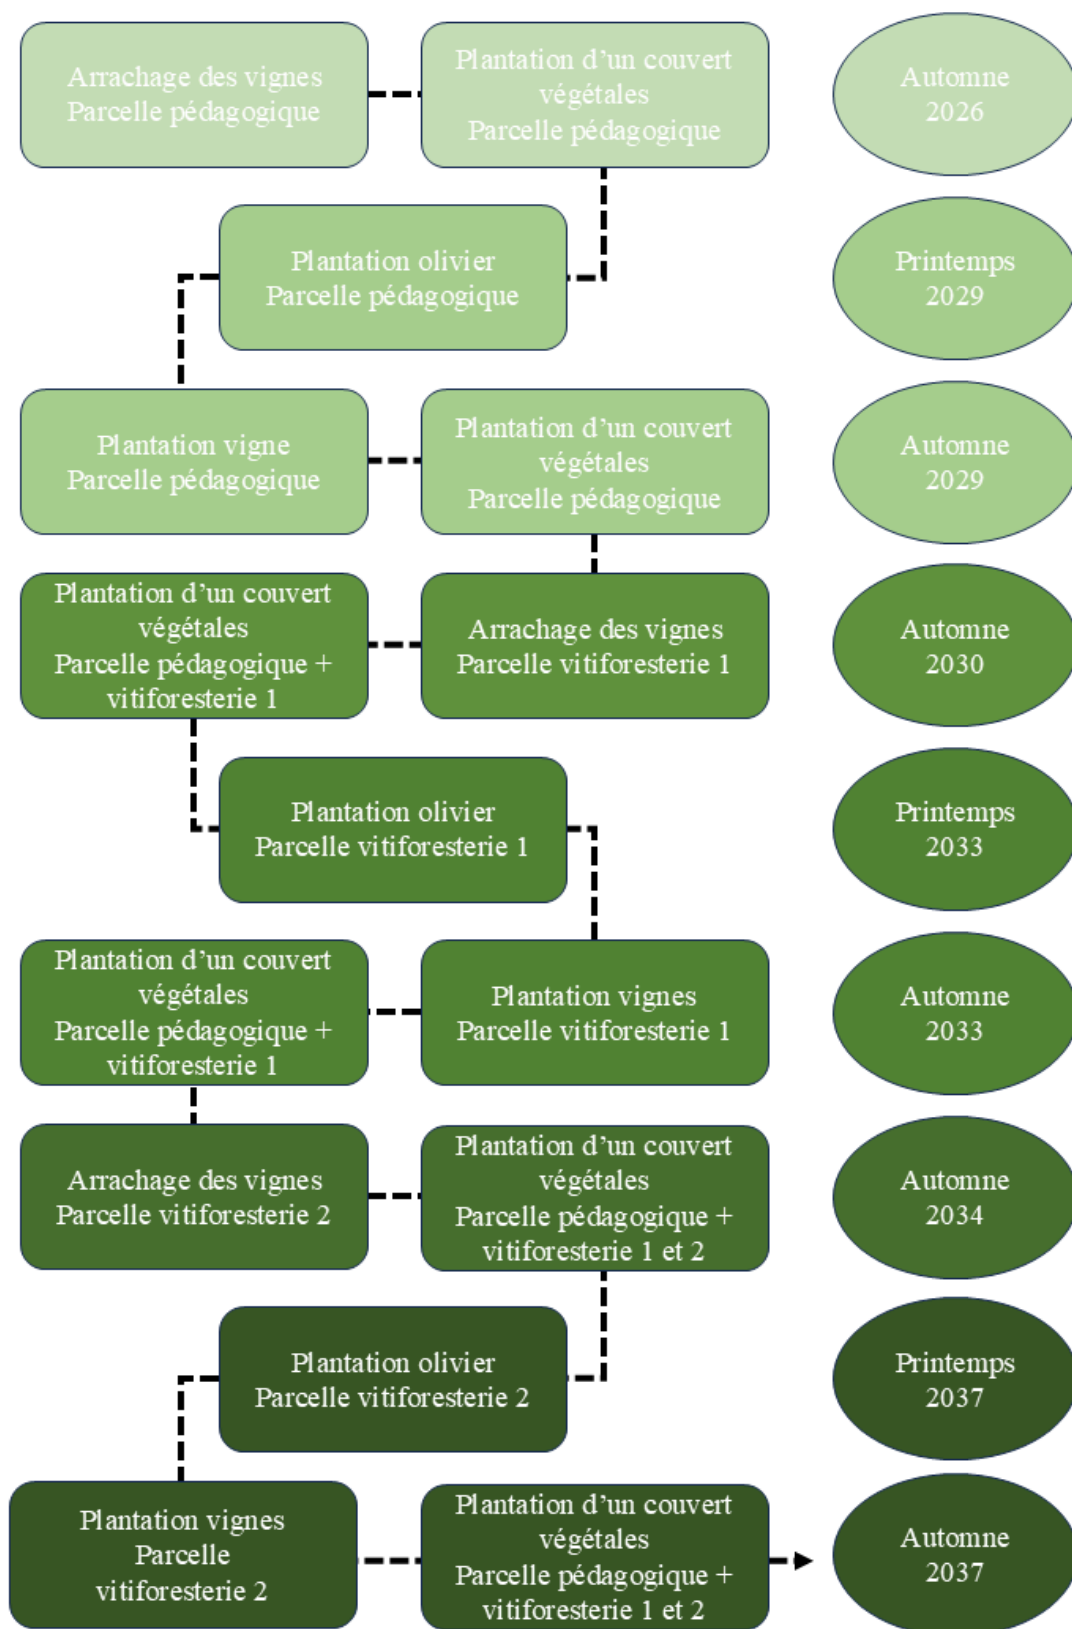 Arrachage des vignes
Parcelle pédagogique
Plantation d'un couvert
végétales
Parcelle pédagogique
Automne
2026
Plantation olivier
Parcelle pédagogique
Printemps
2029
Plantation vigne
Parcelle pédagogique
Plantation d'un couvert
végétales
Parcelle pédagogique
Automne
2029
Plantation d'un couvert
végétales
Parcelle pédagogique +
vitiforesterie 1
Arrachage des vignes
Parcelle vitiforesterie 1
Automne
2030
Plantation olivier
Parcelle vitiforesterie 1
Printemps
2033
Plantation d'un couvert
végétales
Parcelle pédagogique +
vitiforesterie 1
Plantation vignes
Parcelle vitiforesterie 1
Automne
2033
Arrachage des vignes
Parcelle vitiforesterie 2
Plantation d'un couvert
végétales
Parcelle pédagogique +
vitiforesterie 1 et 2
Automne
2034
Plantation olivier
Parcelle vitiforesterie 2
Printemps
2037
Plantation vignes
Parcelle
vitiforesterie 2
Plantation d'un couvert
végétales
Parcelle pédagogique +
vitiforesterie 1 et 2
Automne
2037